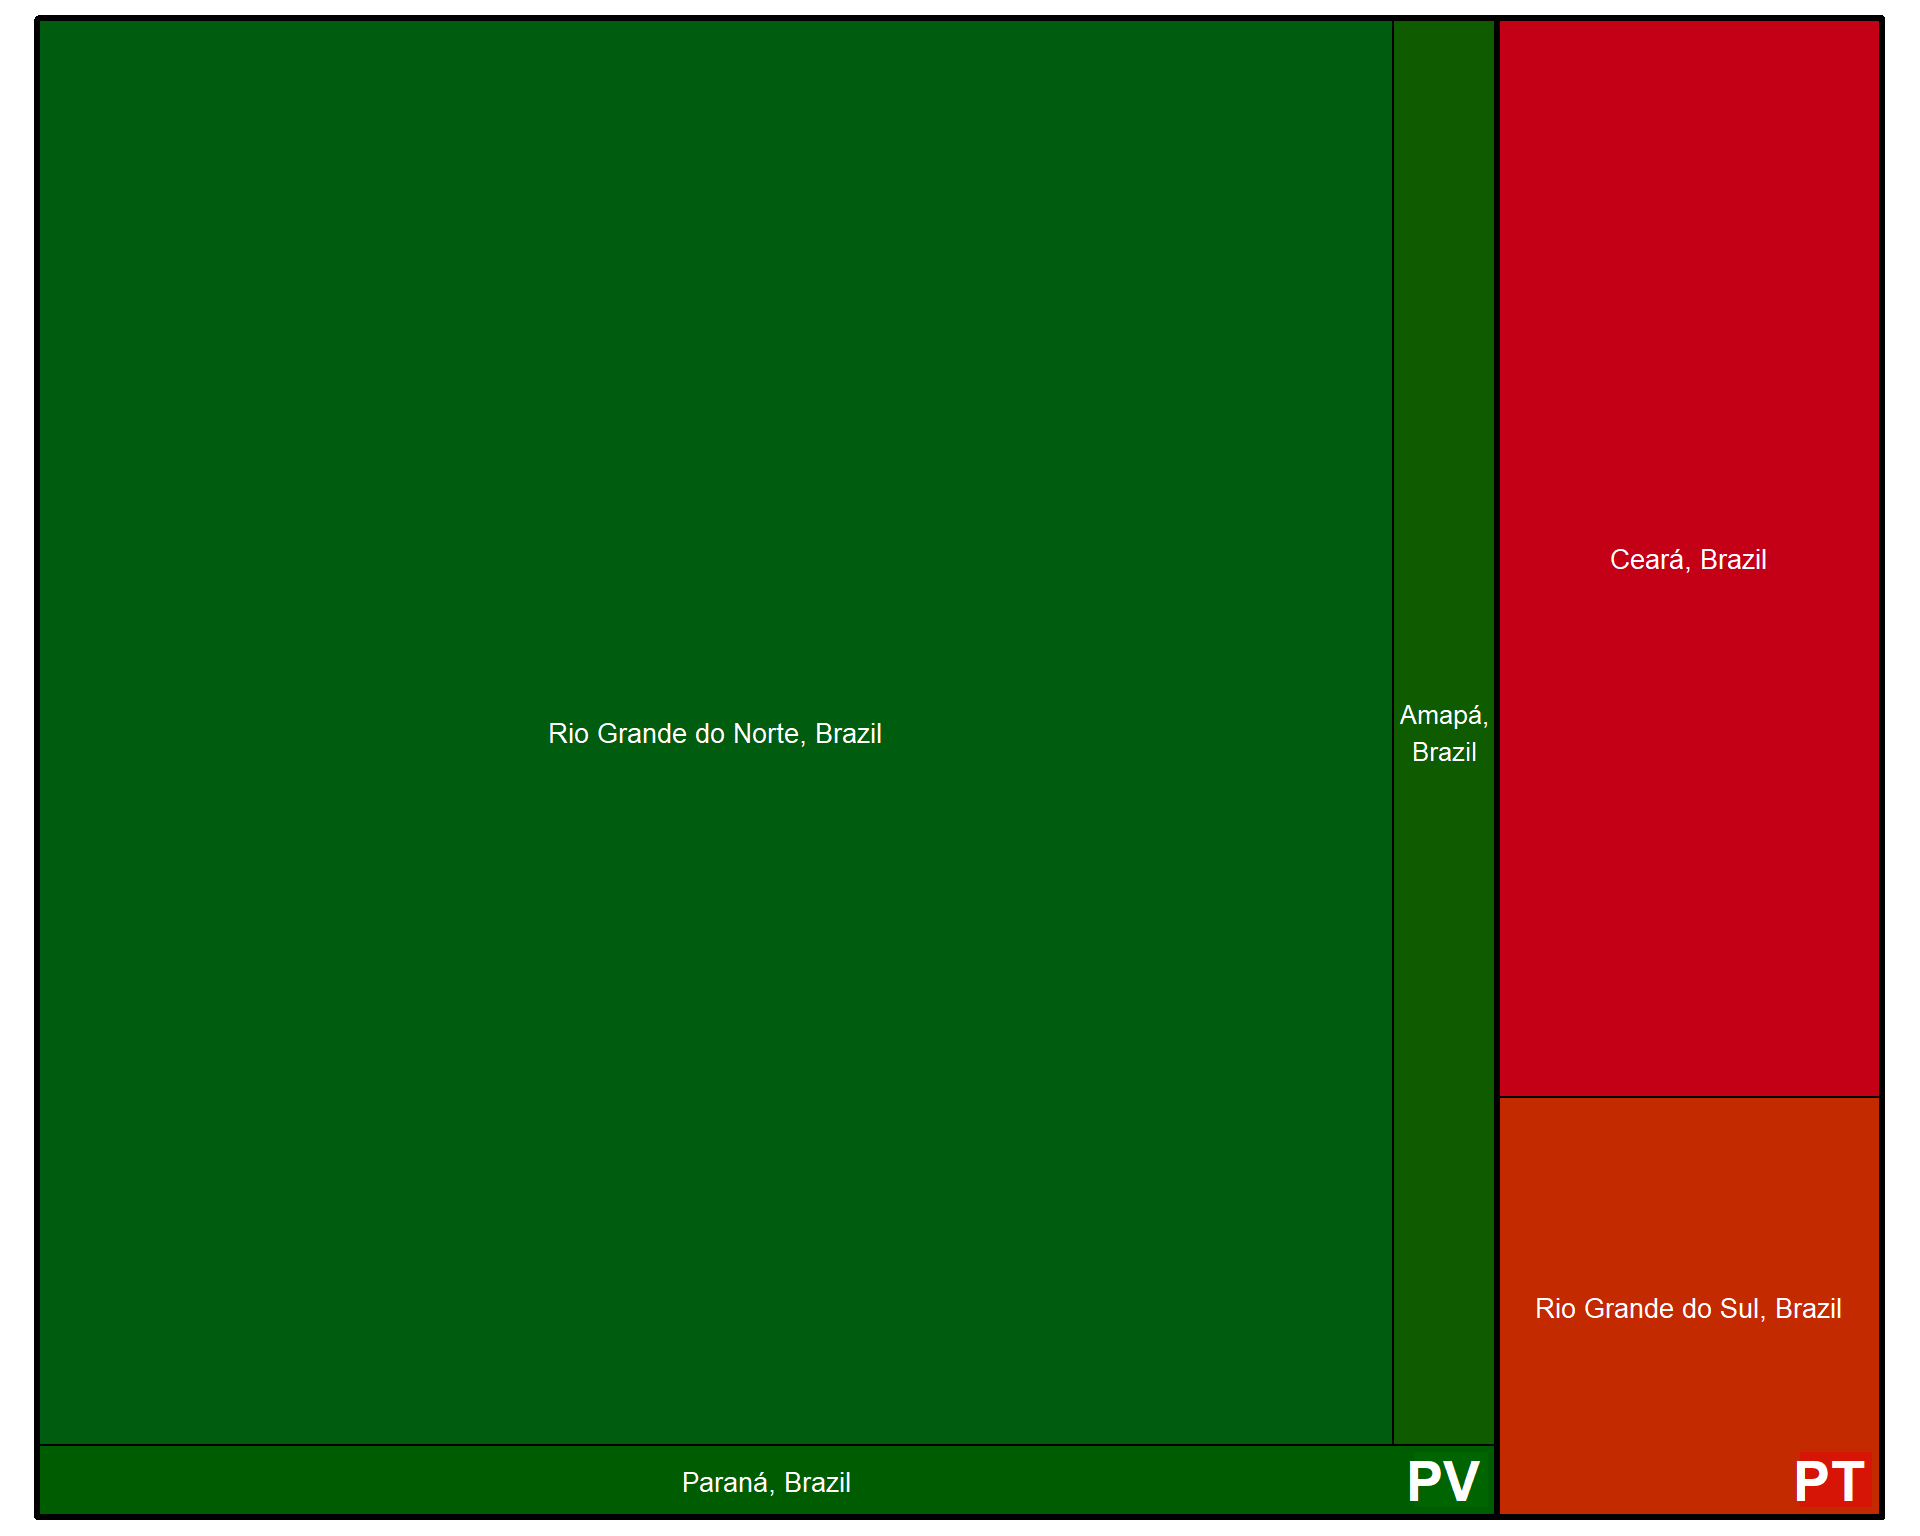 Rio Grande do Norte, Brazil
Amapá,
Brazil
Paraná, Brazil
PV
Ceará, Brazil
Rio Grande do Sul, Brazil
PT